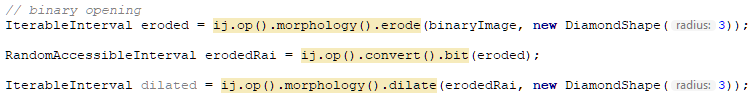 // binary opening
IterableInterval eroded = ij.op().morphology().erode(binaryImage, new DiamondShape( radius: 3));
RandomAccessibleInterval erodedRai = ij.op().convert().bit(eroded);
IterableInterval dilated = ij.op().morphology().dilate(erodedRai, new DiamondShape( radius: 3));